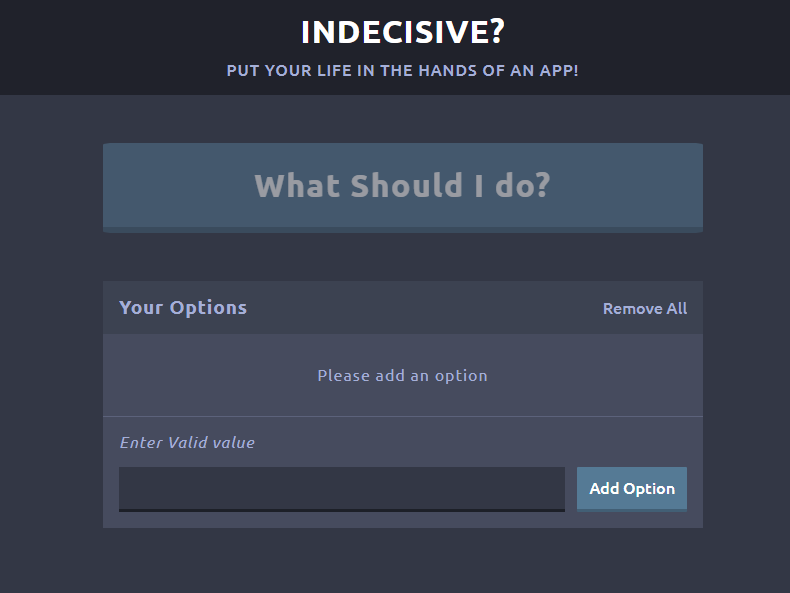 INDECISIVE?
PUT YOUR LIFE IN THE HANDS OF AN APP!
What Should I do?
Your Options
Remove All
Please add an option
Enter Valid value
Add Option